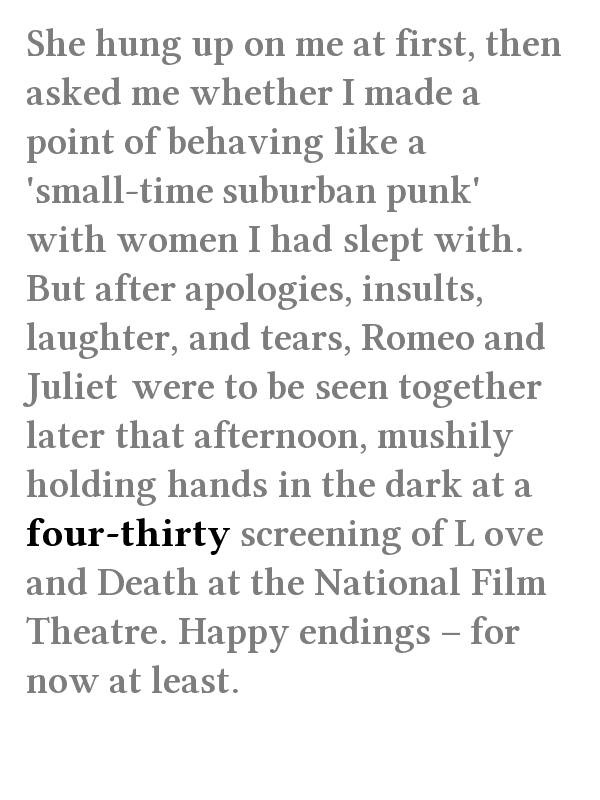 She hung up on me at first, then
asked me whether I made a
point of behaving like a
'small-time suburban punk'
with women I had slept with.
But after apologies, insults,
laughter, and tears, Romeo and
Juliet were to be seen together
later that afternoon, mushily
holding hands in the dark at a
four-thirty screening of L ove
and Death at the National Film
Theatre. Happy endings – for
now at least.